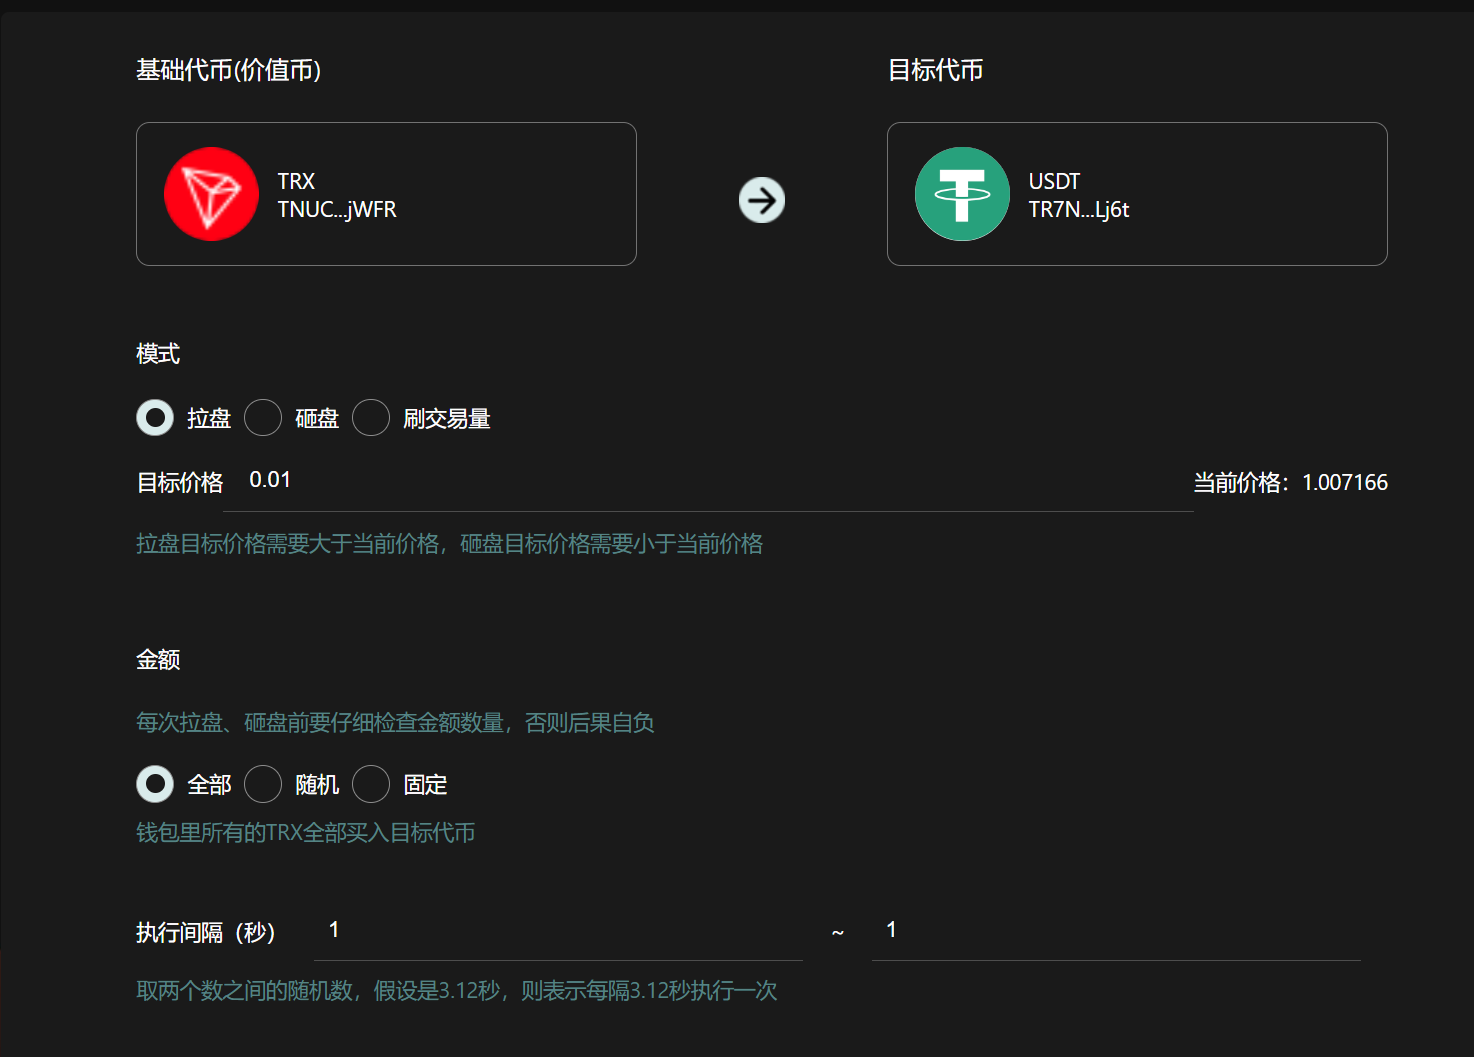 基础代币(价值币)
目标代币
TRX
TNUC...jWFR
USDT
TR7N...Lj6t
模式
拉盘 砸盘 刷交易量
目标价格 0.01 当前价格：1.007166
拉盘目标价格需要大于当前价格，砸盘目标价格需要小于当前价格
金额
每次拉盘、砸盘前要仔细检查金额数量，否则后果自负
全部 随机 固定
钱包里所有的TRX全部买入目标代币
执行间隔（秒） 1 ~ 1
取两个数之间的随机数，假设是3.12秒，则表示每隔3.12秒执行一次